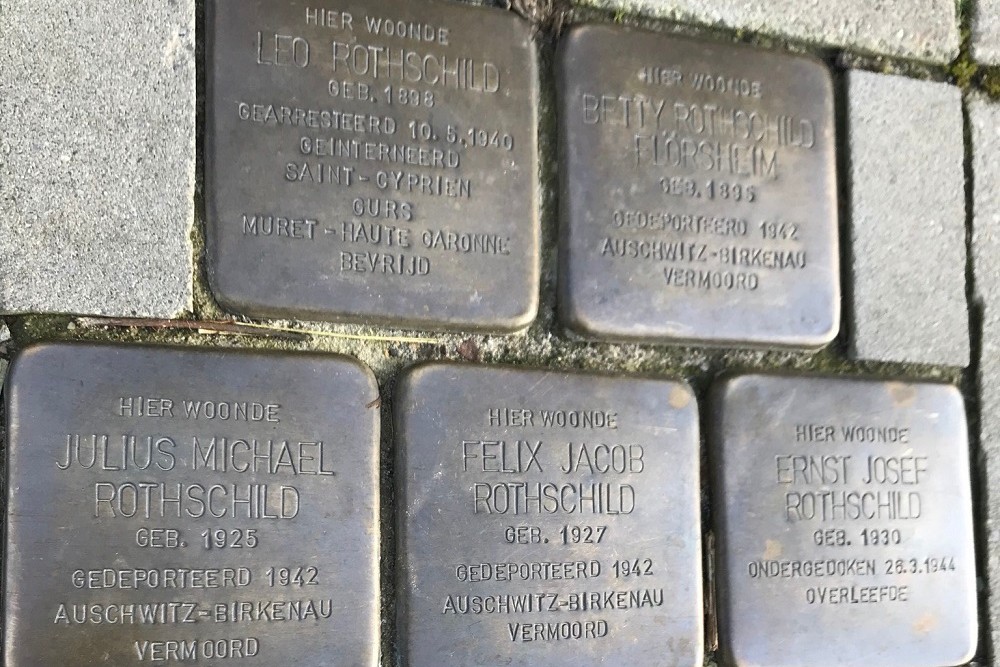 HIER WOONDE
LEO ROTHSCHILD
GEB. 1898
GEARRESTEERD 10.5.1940
GEINTERNEERD
SAINT-CYPRIEN
GURS
MURET-HAUTE GARONNE
BEVRIJD
HIER WOONDE
BETTY ROTHSCHILD
FLÖRSHEIM
GEB. 1896
GEDEPORTEERD 1942
AUSCHWITZ-BIRKENAU
VERMOORD
HIER WOONDE
JULIUS MICHAEL
ROTHSCHILD
GEB. 1925
GEDEPORTEERD 1942
AUSCHWITZ-BIRKENAU
VERMOORD
HIER WOONDE
FELIX JACOB
ROTHSCHILD
GEB. 1927
GEDEPORTEERD 1942
AUSCHWITZ-BIRKENAU
VERMOORD
HIER WOONDE
ERNST JOSEF
ROTHSCHILD
GEB. 1930
ONDERGEDOKEN 26.3.1944
OVERLEEFDE